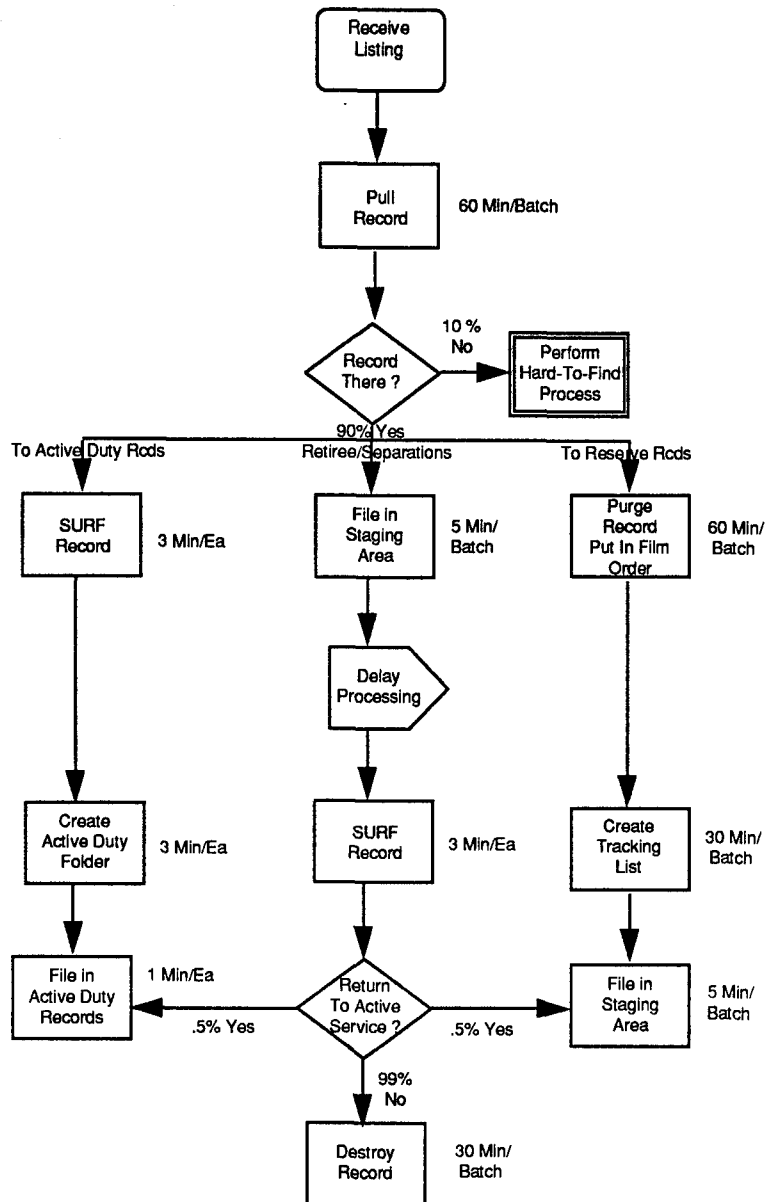 Receive
Listing
Pull
Record
60 Min/Batch
Record
There ?
10 %
No
Perform
Hard-To-Find
Process
90% Yes
To Active Duty Rcds
Retiree/Separations
To Reserve Rcds
SURF
Record
3 Min/Ea
File in
Staging
Area
5 Min/
Batch
Purge
Record
Put In Film
Order
60 Min/
Batch
Delay
Processing
Create
Active Duty
Folder
3 Min/Ea
SURF
Record
3 Min/Ea
Create
Tracking
List
30 Min/
Batch
File in
Active Duty
Records
1 Min/Ea
.5% Yes
Return
To Active
Service ?
.5% Yes
File in
Staging
Area
5 Min/
Batch
99%
No
Destroy
Record
30 Min/
Batch